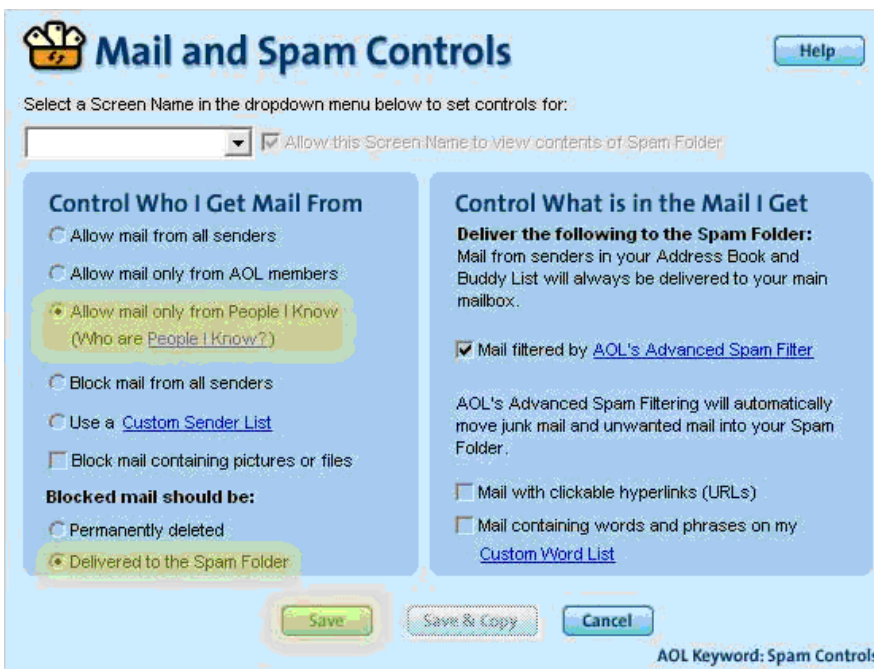 Mail and Spam Controls
Help
Select a Screen Name in the dropdown menu below to set controls for:
Allow this Screen Name to view contents of Spam Folder
Control Who I Get Mail From
Allow mail from all senders
Allow mail only from AOL members
Allow mail only from People I Know
(Who are People I Know?)
Block mail from all senders
Use a Custom Sender List
Block mail containing pictures or files
Blocked mail should be:
Permanently deleted
Delivered to the Spam Folder
Control What is in the Mail I Get
Deliver the following to the Spam Folder:
Mail from senders in your Address Book and
Buddy List will always be delivered to your main
mailbox.
Mail filtered by AOL's Advanced Spam Filter
AOL's Advanced Spam Filtering will automatically
move junk mail and unwanted mail into your Spam
Folder.
Mail with clickable hyperlinks (URLs)
Mail containing words and phrases on my
Custom Word List
Save
Save & Copy
Cancel
AOL Keyword: Spam Controls